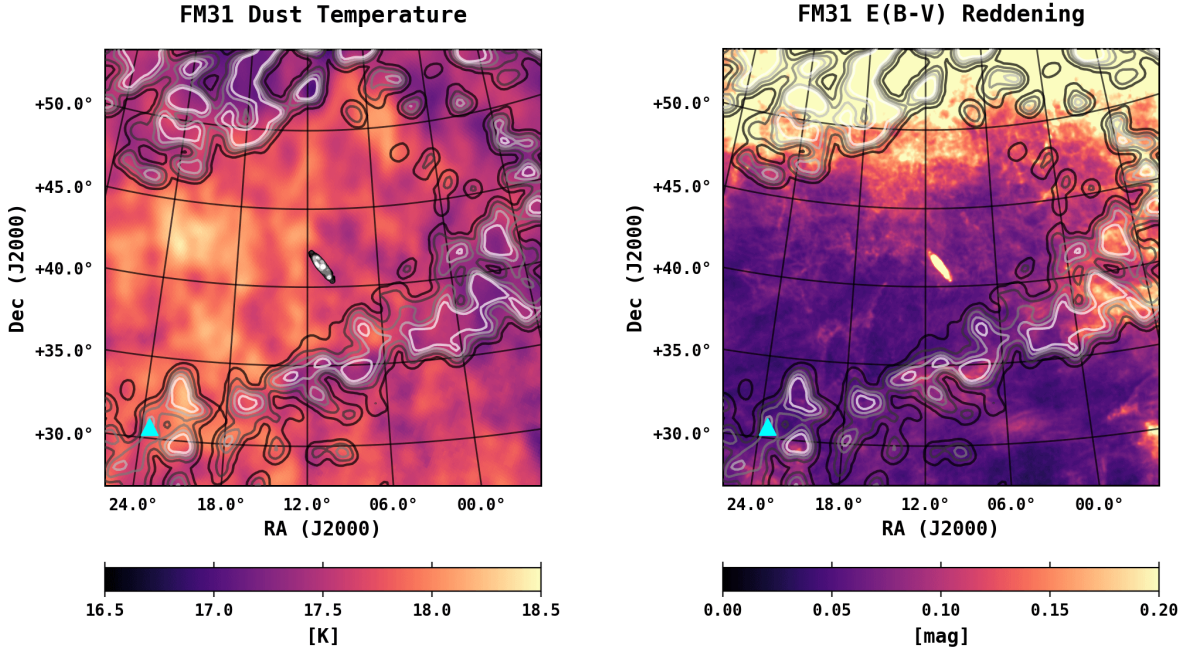 FM31 Dust Temperature
+50.0°
+45.0°
+40.0°
+35.0°
+30.0°
Dec (J2000)
24.0° 18.0° 12.0° 06.0° 00.0°
RA (J2000)
16.5 17.0 17.5 18.0 18.5
[K]
FM31 E(B-V) Reddening
+50.0°
+45.0°
+40.0°
+35.0°
+30.0°
Dec (J2000)
24.0° 18.0° 12.0° 06.0° 00.0°
RA (J2000)
0.00 0.05 0.10 0.15 0.20
[mag]